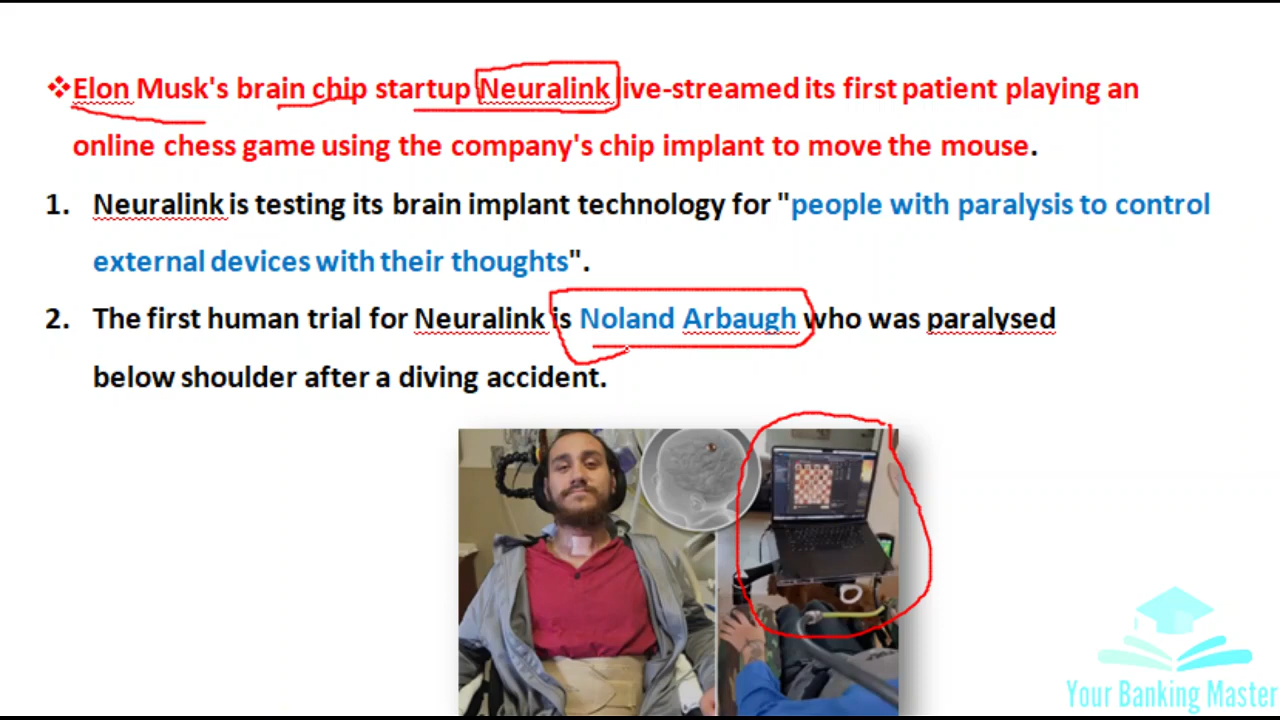 ❖Elon Musk's brain chip startup Neuralink live-streamed its first patient playing an
online chess game using the company's chip implant to move the mouse.
1. Neuralink is testing its brain implant technology for "people with paralysis to control
external devices with their thoughts".
2. The first human trial for Neuralink is Noland Arbaugh who was paralysed
below shoulder after a diving accident.
Your Banking Master